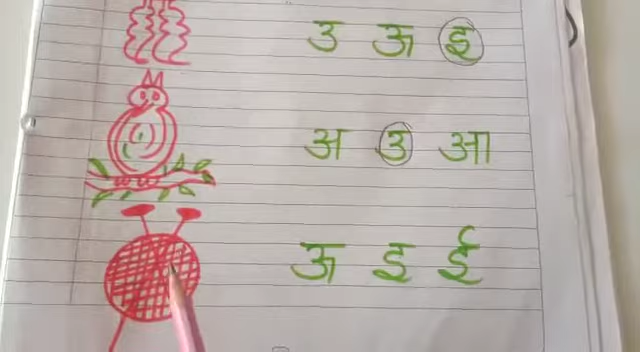 उ ऊ इ
अ उ आ
ऊ इ ई